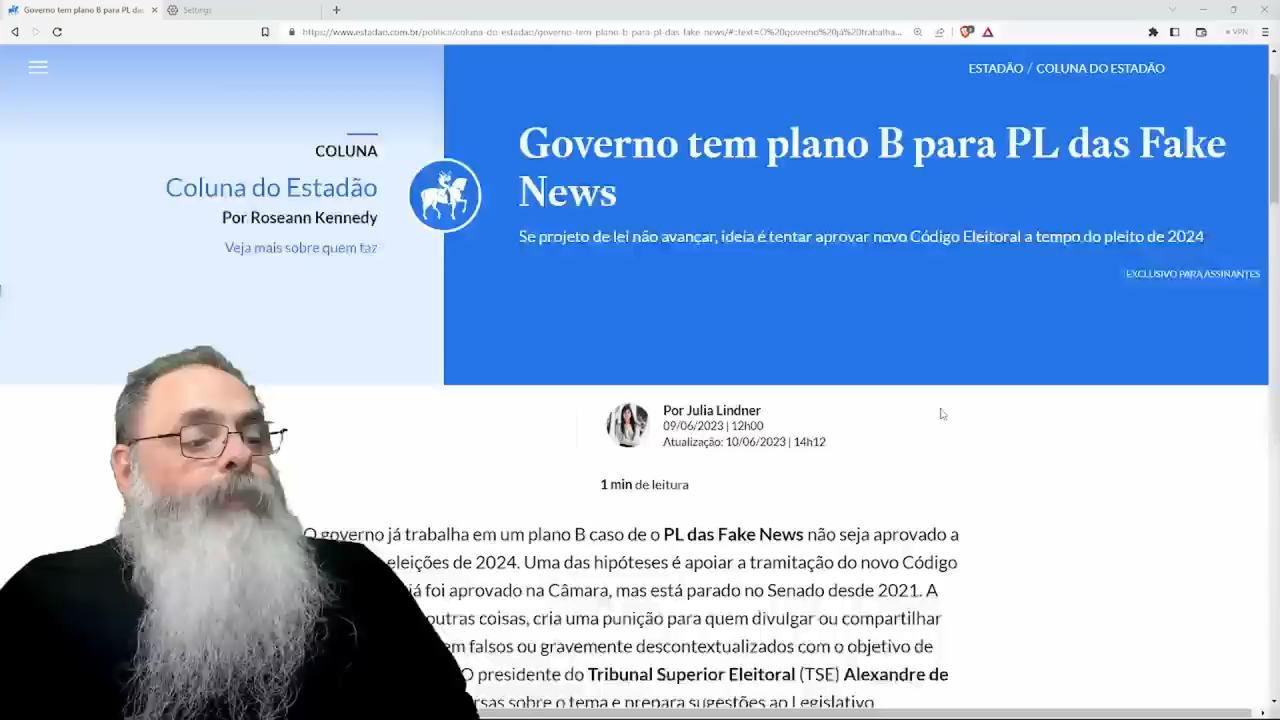 Governo tem plano B para PL da
Settings
https://www.estadao.com.br/politica/coluna-do-estadao/governo-tem-plano-b-para-pl-das-fake-news/#:~:text=O%20governo%20já%20trabalha...
VPN
ESTADÃO / COLUNA DO ESTADÃO
COLUNA
Coluna do Estadão
Por Roseann Kennedy
Veja mais sobre quem faz
Governo tem plano B para PL das Fake
News
Se projeto de lei não avançar, ideia é tentar aprovar novo Código Eleitoral a tempo do pleito de 2024
EXCLUSIVO PARA ASSINANTES
Por Julia Lindner
09/06/2023 | 12h00
Atualização: 10/06/2023 | 14h12
1 min de leitura
O governo já trabalha em um plano B caso de o PL das Fake News não seja aprovado a
eleições de 2024. Uma das hipóteses é apoiar a tramitação do novo Código
já foi aprovado na Câmara, mas está parado no Senado desde 2021. A
outras coisas, cria uma punição para quem divulgar ou compartilhar
em falsos ou gravemente descontextualizados com o objetivo de
O presidente do Tribunal Superior Eleitoral (TSE) Alexandre de
sobre o tema e prepara sugestões ao Legislativo